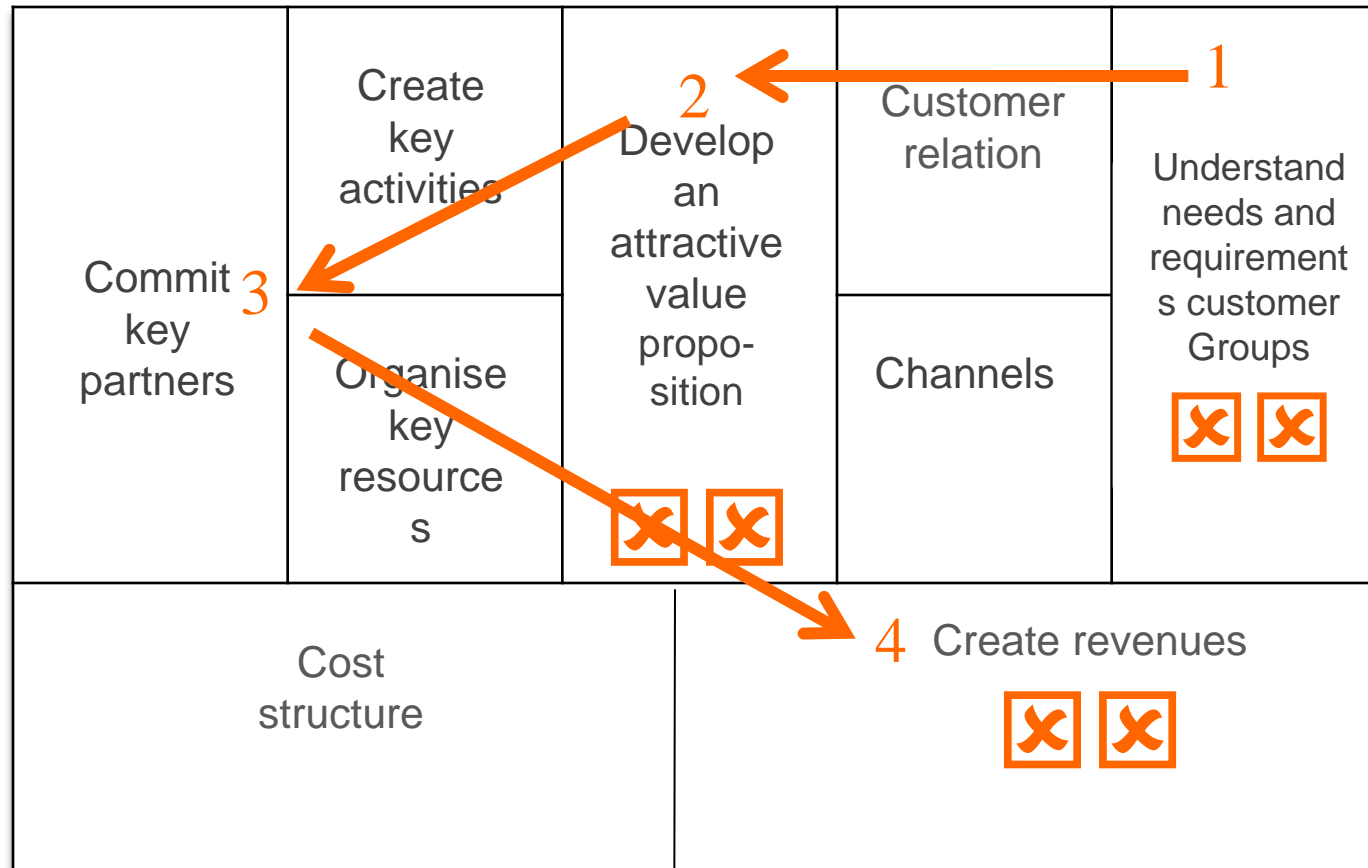 Commit
key
partners
3
Create
key
activities
Organise
key
resource
s
2
Develop
an
attractive
value
propo-
sition
Customer
relation
Channels
1
Understand
needs and
requirement
s customer
Groups
Cost
structure
4 Create revenues